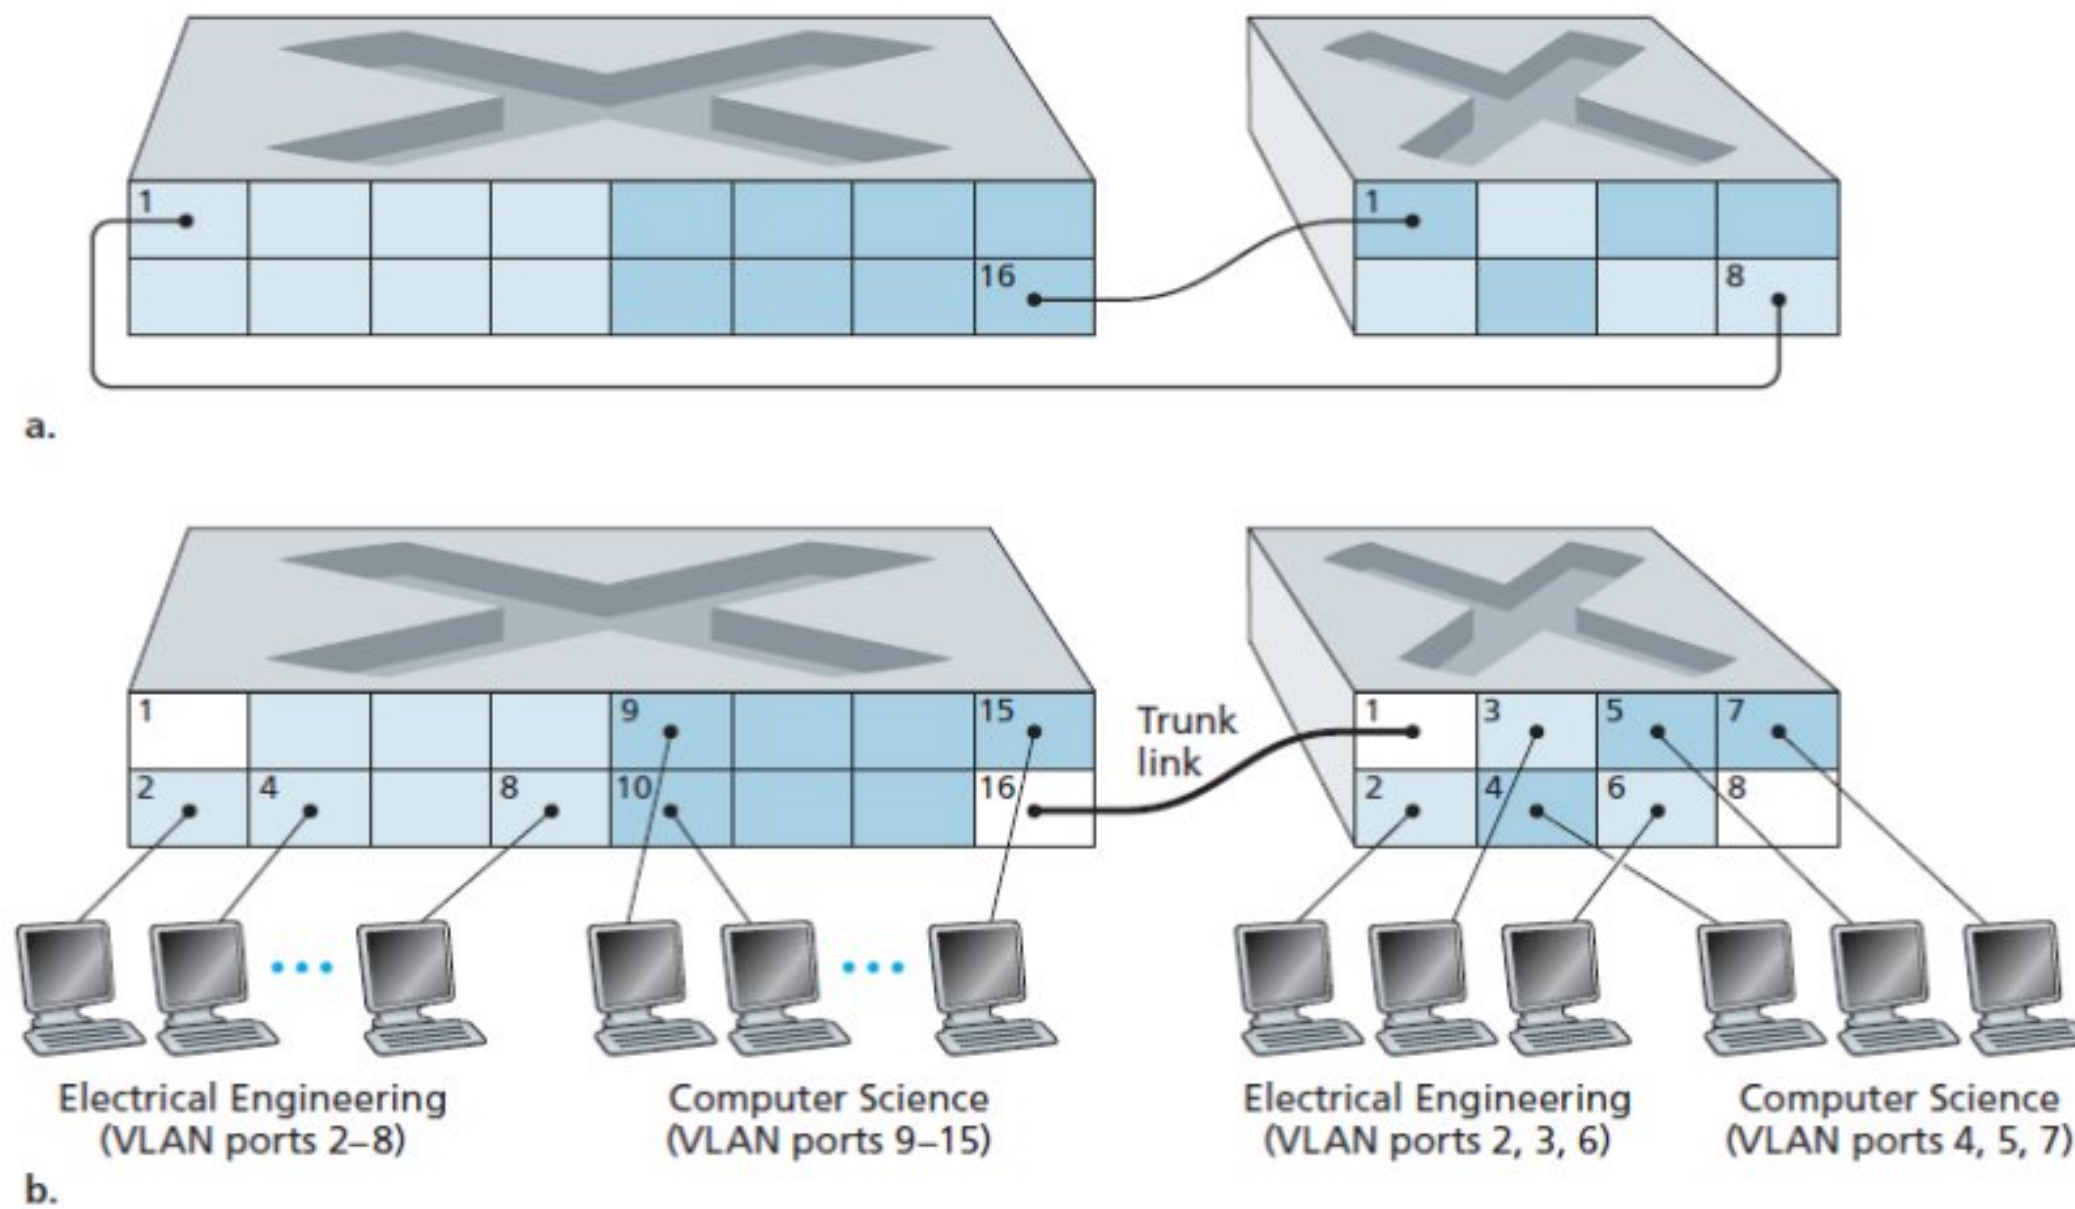 1
16
1
8
a.
1
9
15
2
4
8
10
16
Trunk
link
1
3
5
7
2
4
6
8
Electrical Engineering
(VLAN ports 2–8)
Computer Science
(VLAN ports 9–15)
Electrical Engineering
(VLAN ports 2, 3, 6)
Computer Science
(VLAN ports 4, 5, 7)
b.